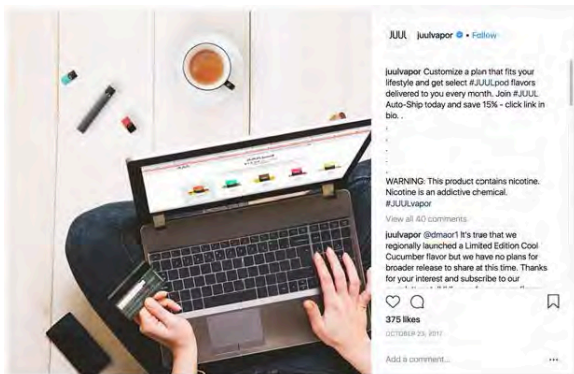 JUUL juulvapor • Follow
juulvapor Customize a plan that fits your
lifestyle and get select #JUULpod flavors
delivered to you every month. Join #JUUL
Auto-Ship today and save 15% - click link in
bio. .
.
.
.
.
.
WARNING: This product contains nicotine.
Nicotine is an addictive chemical.
#JUULvapor
View all 40 comments
juulvapor @dmaor1 It's true that we
regionally launched a Limited Edition Cool
Cucumber flavor but we have no plans for
broader release to share at this time. Thanks
for your interest and subscribe to our
375 likes
OCTOBER 23, 2017
Add a comment...